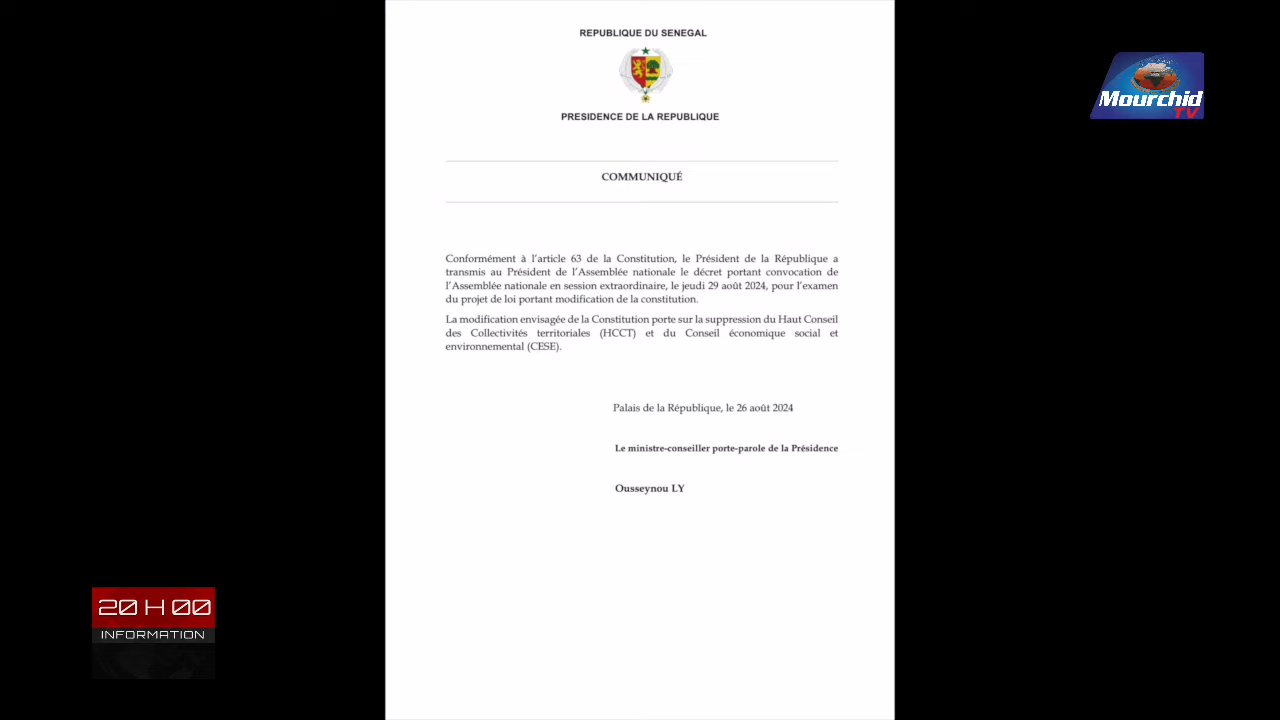 REPUBLIQUE DU SENEGAL
PRESIDENCE DE LA REPUBLIQUE
COMMUNIQUÉ
Conformément à l'article 63 de la Constitution, le Président de la République a
transmis au Président de l'Assemblée nationale le décret portant convocation de
l'Assemblée nationale en session extraordinaire, le jeudi 29 août 2024, pour l'examen
du projet de loi portant modification de la constitution.
La modification envisagée de la Constitution porte sur la suppression du Haut Conseil
des Collectivités territoriales (HCCT) et du Conseil économique social et
environnemental (CESE).
Palais de la République, le 26 août 2024
Le ministre-conseiller porte-parole de la Présidence
Ousseynou LY
Mourchid
TV
20 H 00
INFORMATION